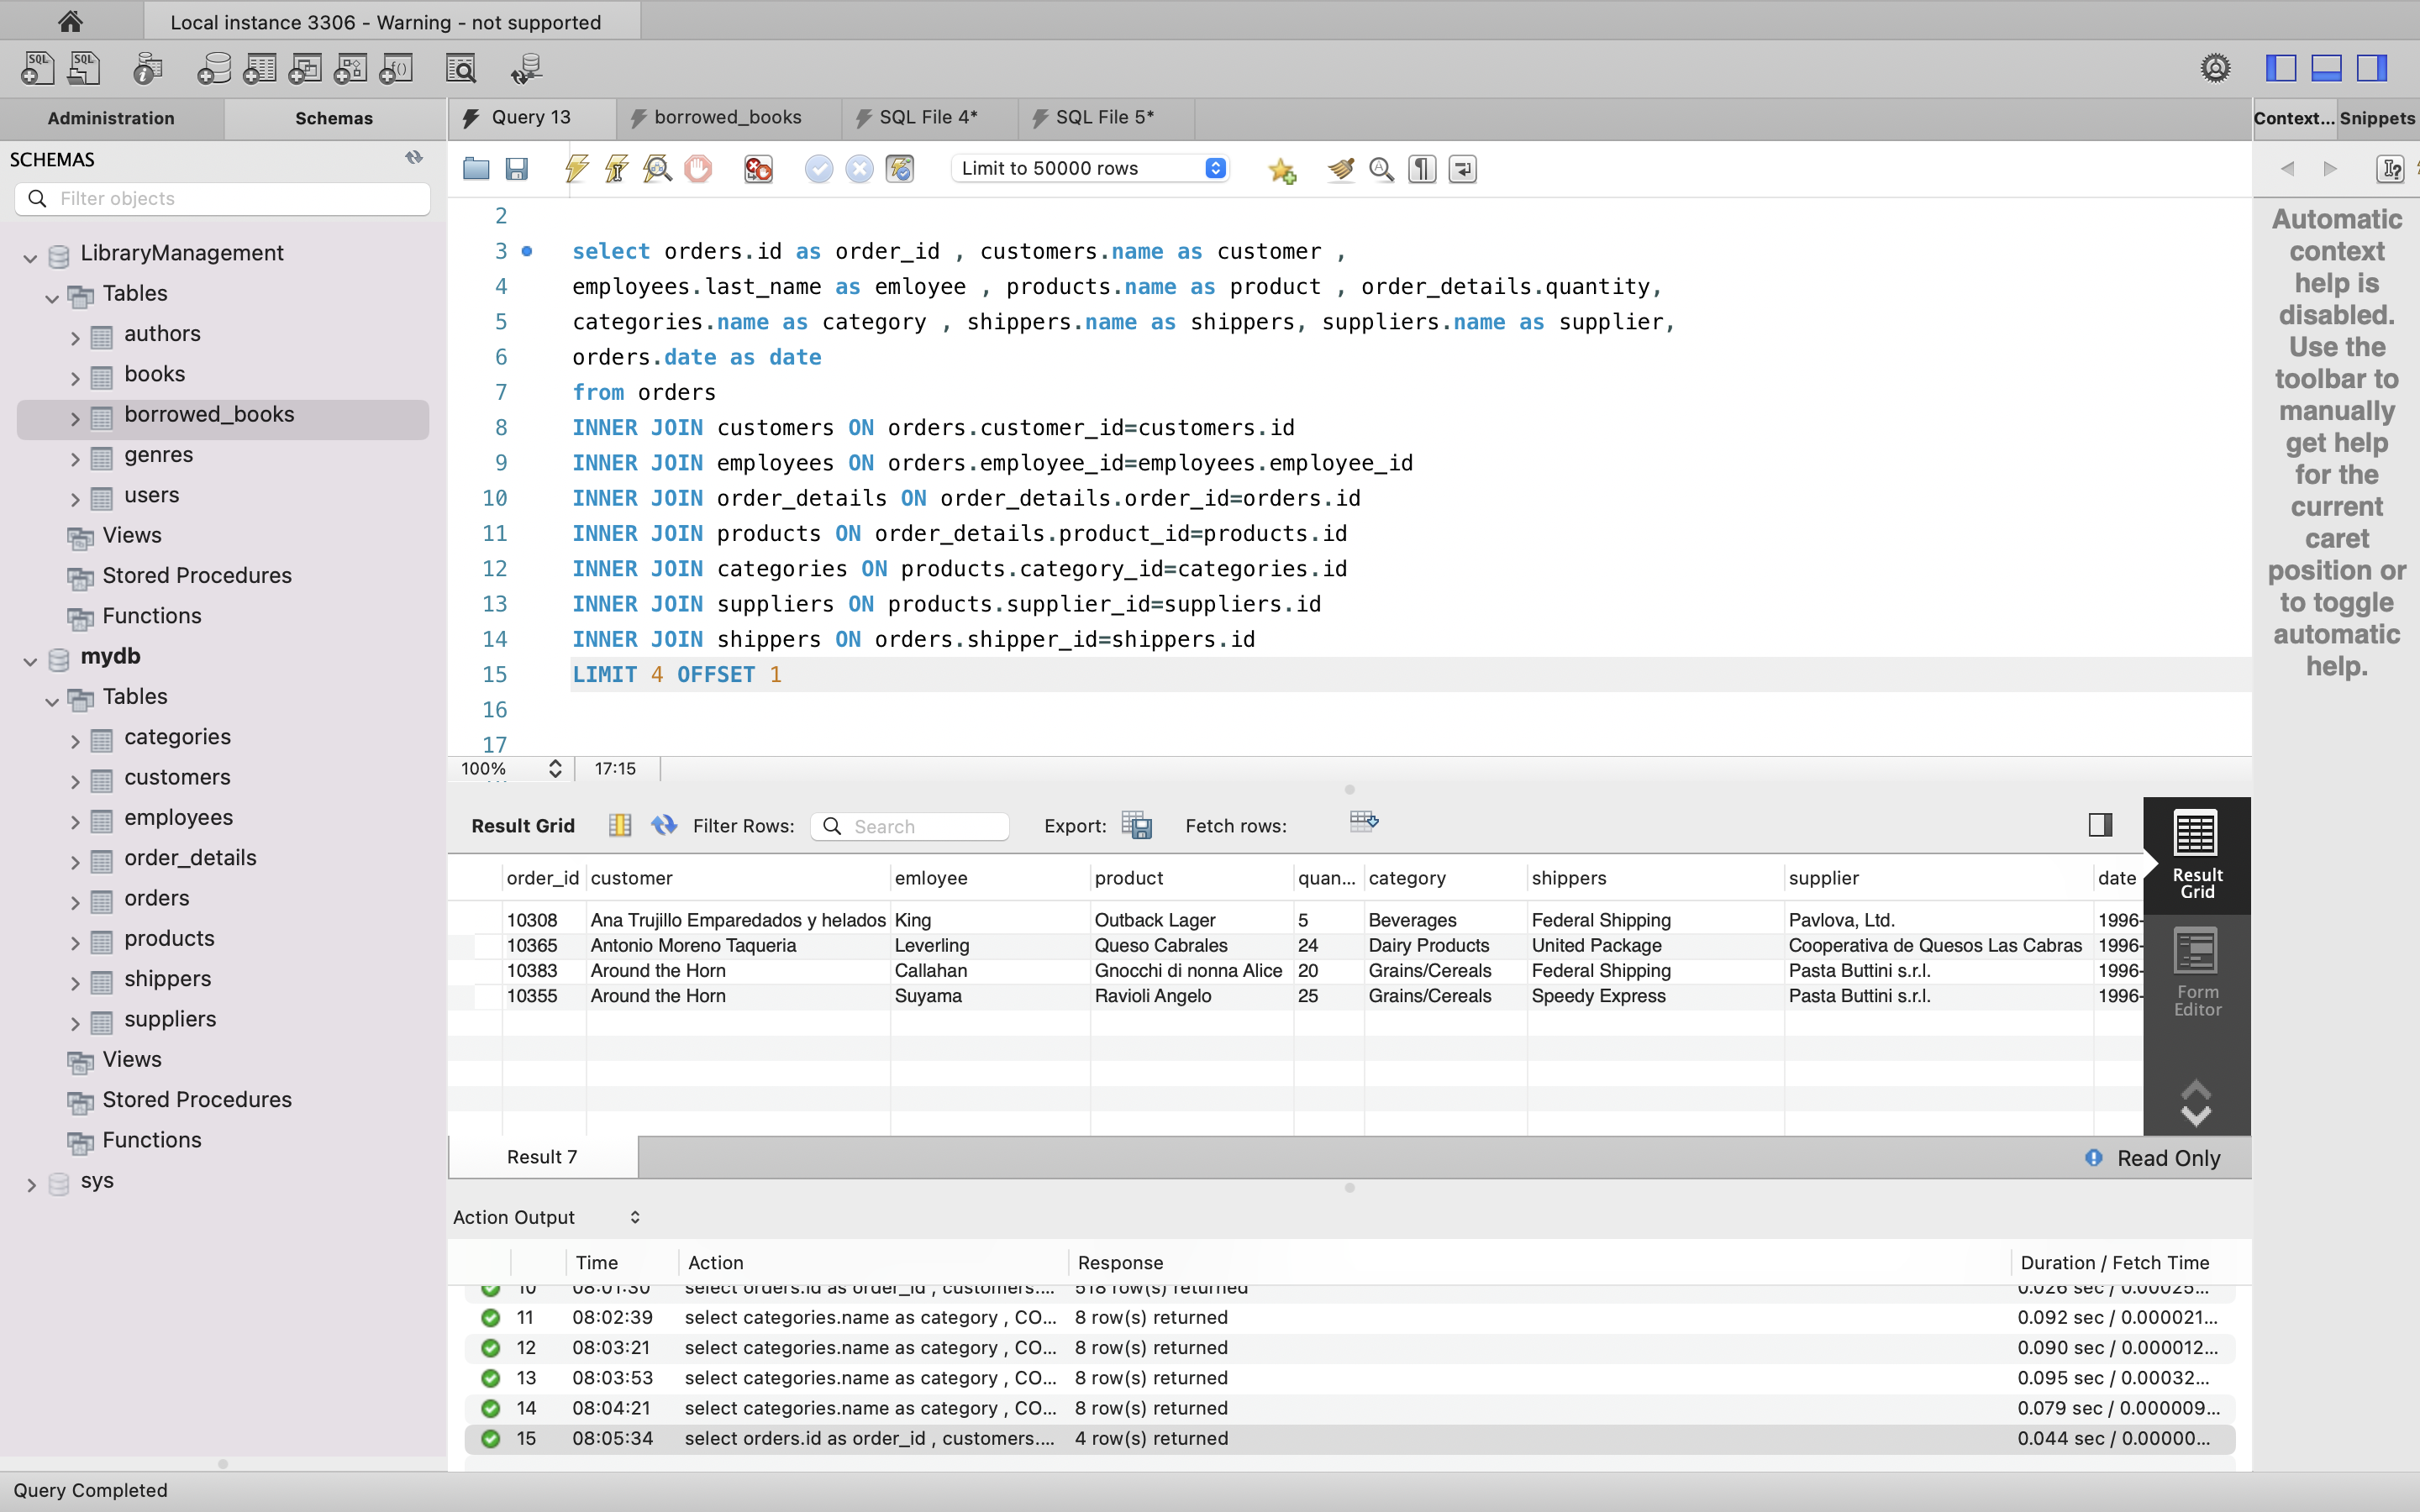 Local instance 3306 - Warning - not supported
Administration
Schemas
SCHEMAS
Filter objects
LibraryManagement
Tables
authors
books
borrowed_books
genres
users
Views
Stored Procedures
Functions
mydb
Tables
categories
customers
employees
order_details
orders
products
shippers
suppliers
Views
Stored Procedures
Functions
sys
Query 13
borrowed_books
SQL File 4*
SQL File 5*
Limit to 50000 rows
2
3 select orders.id as order_id , customers.name as customer ,
4 employees.last_name as emloyee , products.name as product , order_details.quantity,
5 categories.name as category , shippers.name as shippers, suppliers.name as supplier,
6 orders.date as date
7 from orders
8 INNER JOIN customers ON orders.customer_id=customers.id
9 INNER JOIN employees ON orders.employee_id=employees.employee_id
10 INNER JOIN order_details ON order_details.order_id=orders.id
11 INNER JOIN products ON order_details.product_id=products.id
12 INNER JOIN categories ON products.category_id=categories.id
13 INNER JOIN suppliers ON products.supplier_id=suppliers.id
14 INNER JOIN shippers ON orders.shipper_id=shippers.id
15 LIMIT 4 OFFSET 1
16
17
100% 17:15
Result Grid Filter Rows: Search Export: Fetch rows:
order_id customer emloyee product quan... category shippers supplier date
10308 Ana Trujillo Emparedados y helados King Outback Lager 5 Beverages Federal Shipping Pavlova, Ltd. 1996-
10365 Antonio Moreno Taqueria Leverling Queso Cabrales 24 Dairy Products United Package Cooperativa de Quesos Las Cabras 1996-
10383 Around the Horn Callahan Gnocchi di nonna Alice 20 Grains/Cereals Federal Shipping Pasta Buttini s.r.l. 1996-
10355 Around the Horn Suyama Ravioli Angelo 25 Grains/Cereals Speedy Express Pasta Buttini s.r.l. 1996-
Result
Grid
Form
Editor
Result 7
Read Only
Action Output
Time Action Response Duration / Fetch Time
10 08:01:30 select orders.id as order_id , customers.... 518 row(s) returned 0.026 sec / 0.00025...
11 08:02:39 select categories.name as category , CO... 8 row(s) returned 0.092 sec / 0.000021...
12 08:03:21 select categories.name as category , CO... 8 row(s) returned 0.090 sec / 0.000012...
13 08:03:53 select categories.name as category , CO... 8 row(s) returned 0.095 sec / 0.00032...
14 08:04:21 select categories.name as category , CO... 8 row(s) returned 0.079 sec / 0.000009...
15 08:05:34 select orders.id as order_id , customers.... 4 row(s) returned 0.044 sec / 0.00000...
Context... Snippets
Automatic
context
help is
disabled.
Use the
toolbar to
manually
get help
for the
current
caret
position or
to toggle
automatic
help.
Query Completed